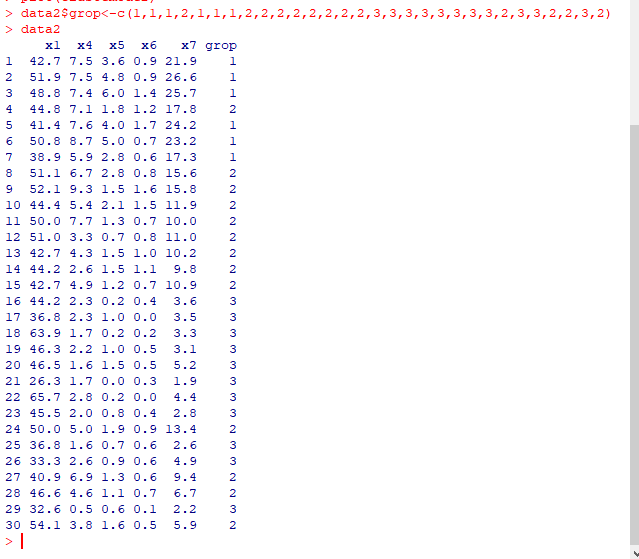 > data2$grop<-c(1,1,1,2,1,1,1,2,2,2,2,2,2,2,2,3,3,3,3,3,3,3,3,2,3,3,2,2,3,2)
> data2
x1 x4 x5 x6 x7 grop
1 42.7 7.5 3.6 0.9 21.9 1
2 51.9 7.5 4.8 0.9 26.6 1
3 48.8 7.4 6.0 1.4 25.7 1
4 44.8 7.1 1.8 1.2 17.8 2
5 41.4 7.6 4.0 1.7 24.2 1
6 50.8 8.7 5.0 0.7 23.2 1
7 38.9 5.9 2.8 0.6 17.3 1
8 51.1 6.7 2.8 0.8 15.6 2
9 52.1 9.3 1.5 1.6 15.8 2
10 44.4 5.4 2.1 1.5 11.9 2
11 50.0 7.7 1.3 0.7 10.0 2
12 51.0 3.3 0.7 0.8 11.0 2
13 42.7 4.3 1.5 1.0 10.2 2
14 44.2 2.6 1.5 1.1 9.8 2
15 42.7 4.9 1.2 0.7 10.9 2
16 44.2 2.3 0.2 0.4 3.6 3
17 36.8 2.3 1.0 0.0 3.5 3
18 63.9 1.7 0.2 0.2 3.3 3
19 46.3 2.2 1.0 0.5 3.1 3
20 46.5 1.6 1.5 0.5 5.2 3
21 26.3 1.7 0.0 0.3 1.9 3
22 65.7 2.8 0.2 0.0 4.4 3
23 45.5 2.0 0.8 0.4 2.8 3
24 50.0 5.0 1.9 0.9 13.4 2
25 36.8 1.6 0.7 0.6 2.6 3
26 33.3 2.6 0.9 0.6 4.9 3
27 40.9 6.9 1.3 0.6 9.4 2
28 46.6 4.6 1.1 0.7 6.7 2
29 32.6 0.5 0.6 0.1 2.2 3
30 54.1 3.8 1.6 0.5 5.9 2
>